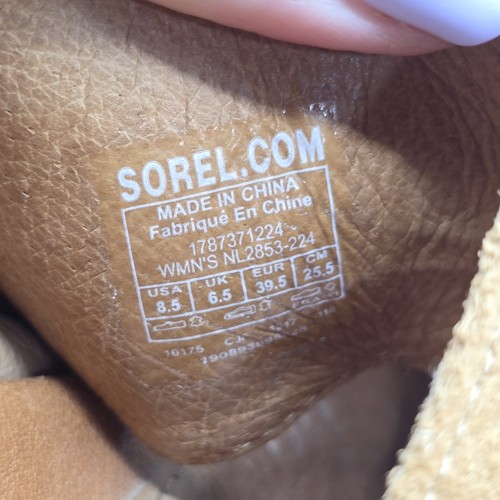 SOREL.COM
MADE IN CHINA
Fabriqué En Chine
1787371224
WMN'S NL2853-224
USA UK EUR CM
8.5 6.5 39.5 25.5
16175